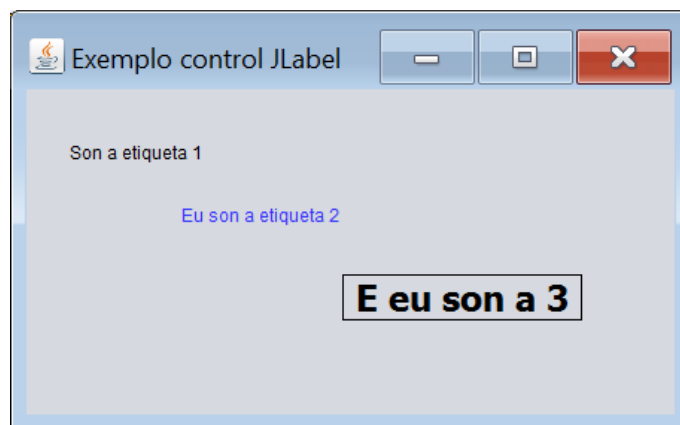 Exemplo control JLabel
Son a etiqueta 1
Eu son a etiqueta 2
E eu son a 3